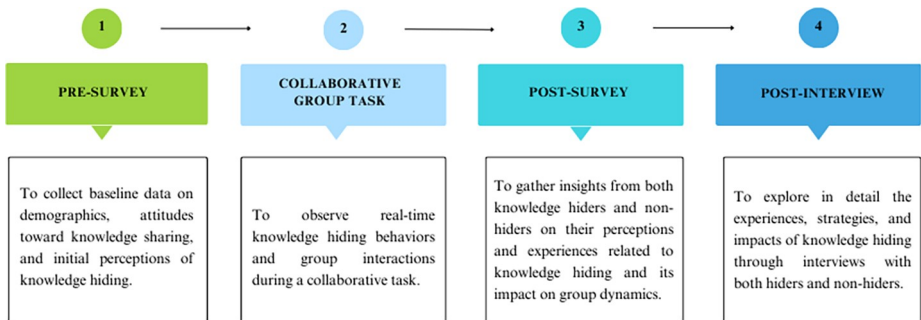 1
2
3
4
PRE-SURVEY
COLLABORATIVE
GROUP TASK
POST-SURVEY
POST-INTERVIEW
To collect baseline data on
demographics, attitudes
toward knowledge sharing,
and initial perceptions of
knowledge hiding.
To observe real-time
knowledge hiding behaviors
and group interactions
during a collaborative task.
To gather insights from both
knowledge hiders and non-
hiders on their perceptions
and experiences related to
knowledge hiding and its
impact on group dynamics.
To explore in detail the
experiences, strategies, and
impacts of knowledge hiding
through interviews with
both hiders and non-hiders.